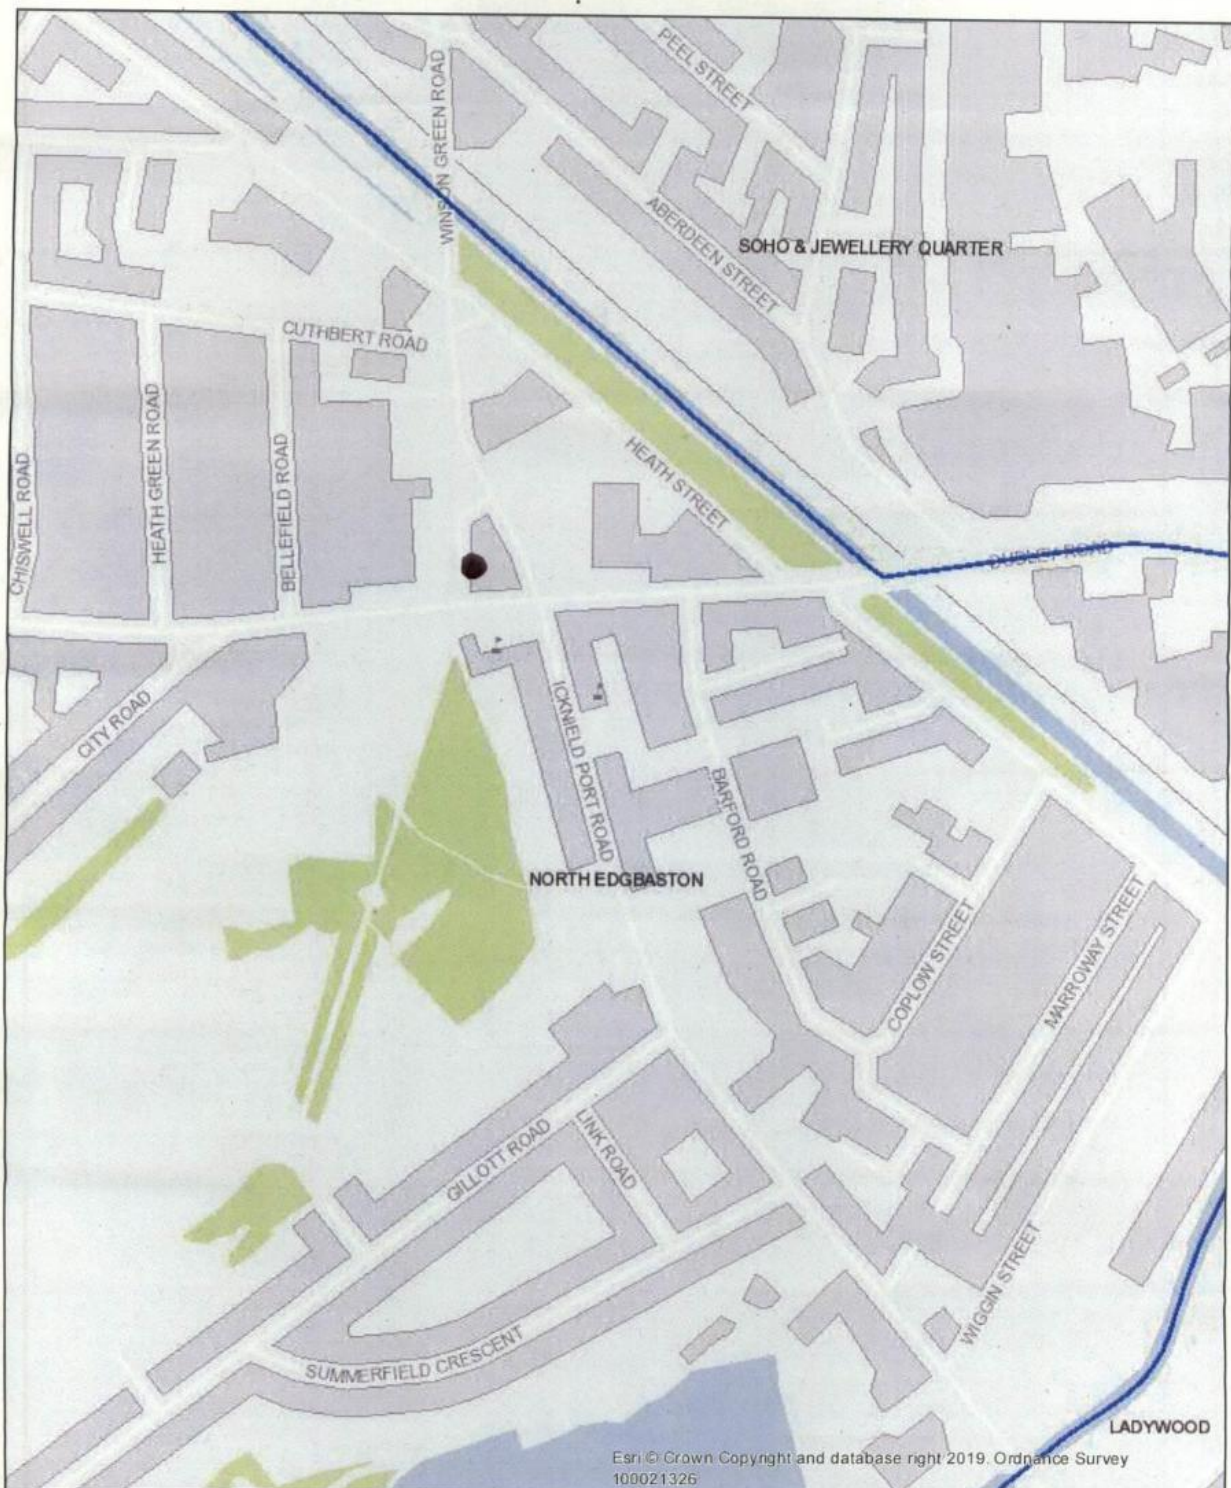 PEEL STREET
WINSON GREEN ROAD
ABERDEEN STREET
SOHO & JEWELLERY QUARTER
CUTHBERT ROAD
HEATH GREEN ROAD
BELLEFIELD ROAD
CHISWELL ROAD
HEATH STREET
DUDLEY ROAD
CITY ROAD
ICKNIELD PORT ROAD
BARFORD ROAD
NORTH EDGBASTON
COPLOW STREET
MARROWAY STREET
GILLOTT ROAD
LINK ROAD
WIGGIN STREET
SUMMERFIELD CRESCENT
LADYWOOD
Esri © Crown Copyright and database right 2019. Ordnance Survey
100021326